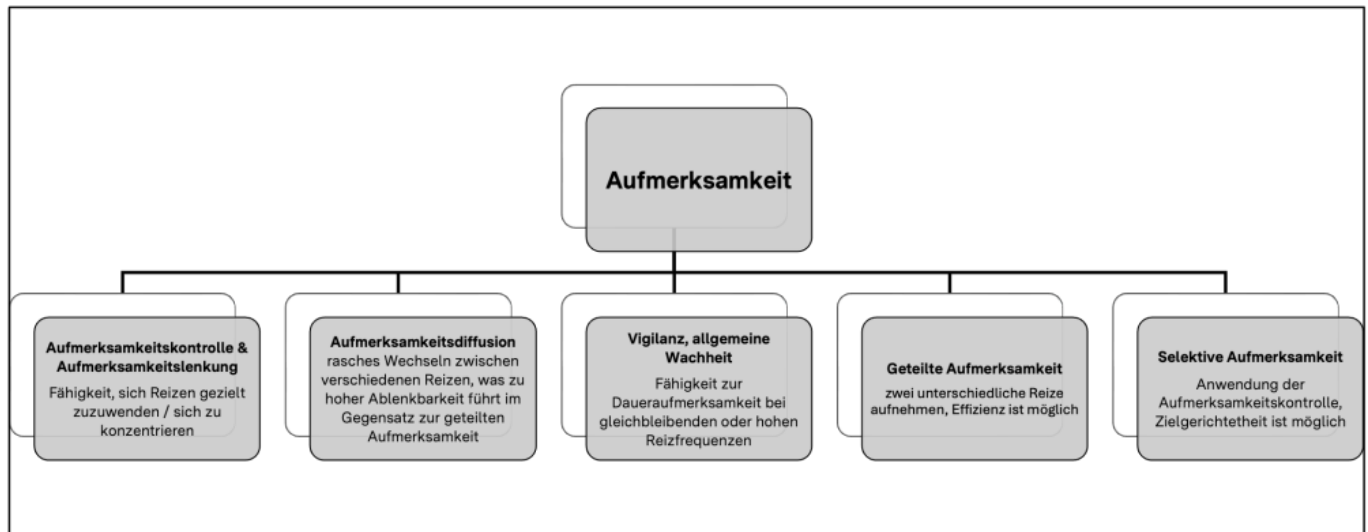 Aufmerksamkeit
Aufmerksamkeitskontrolle &
Aufmerksamkeitslenkung
Fähigkeit, sich Reizen gezielt
zuzuwenden / sich zu
konzentrieren
Aufmerksamkeitsdiffusion
rasches Wechseln zwischen
verschiedenen Reizen, was zu
hoher Ablenkbarkeit führt im
Gegensatz zur geteilten
Aufmerksamkeit
Vigilanz, allgemeine
Wachheit
Fähigkeit zur
Daueraufmerksamkeit bei
gleichbleibenden oder hohen
Reizfrequenzen
Geteilte Aufmerksamkeit
zwei unterschiedliche Reize
aufnehmen, Effizienz ist möglich
Selektive Aufmerksamkeit
Anwendung der
Aufmerksamkeitskontrolle,
Zielgerichtetheit ist möglich